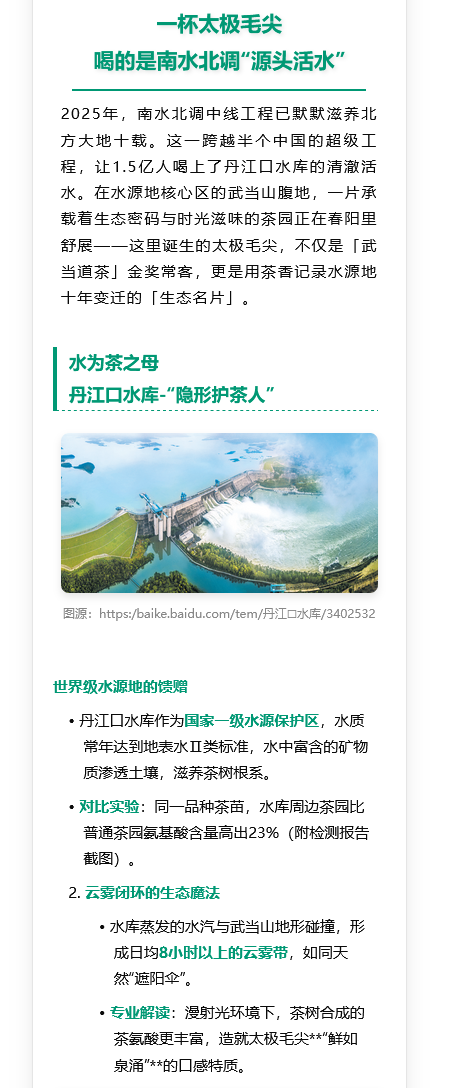 一杯太极毛尖
喝的是南水北调“源头活水”
2025年，南水北调中线工程已默默滋养北
方大地十载。这一跨越半个中国的超级工
程，让1.5亿人喝上了丹江口水库的清澈活
水。在水源地核心区的武当山腹地，一片承
载着生态密码与时光滋味的茶园正在春阳里
舒展——这里诞生的太极毛尖，不仅是「武
当道茶」金奖常客，更是用茶香记录水源地
十年变迁的「生态名片」。
水为茶之母
丹江口水库-“隐形护茶人”
图源：https:/baike.baidu.com/tem/丹江□水库/3402532
世界级水源地的馈赠
• 丹江口水库作为国家一级水源保护区，水质
常年达到地表水Ⅱ类标准，水中富含的矿物
质渗透土壤，滋养茶树根系。
• 对比实验：同一品种茶苗，水库周边茶园比
普通茶园氨基酸含量高出23%（附检测报告
截图）。
2. 云雾闭环的生态魔法
• 水库蒸发的水汽与武当山地形碰撞，形
成日均8小时以上的云雾带，如同天
然“遮阳伞”。
• 专业解读：漫射光环境下，茶树合成的
茶氨酸更丰富，造就太极毛尖**“鲜如
泉涌”**的口感特质。